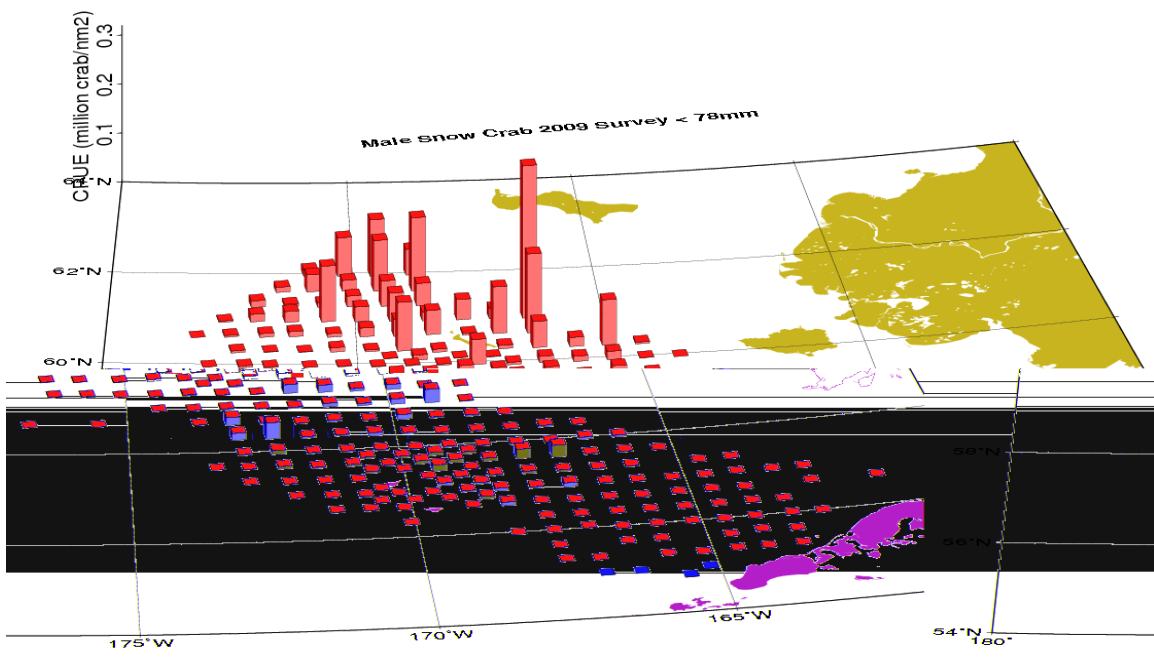 0.3
0.2
0.1
CPUE (million crab/nm2)
Male Snow Crab 2009 Survey < 78mm
64°N
62°N
60°N
58°N
56°N
54°N
175°W
170°W
165°W
180°